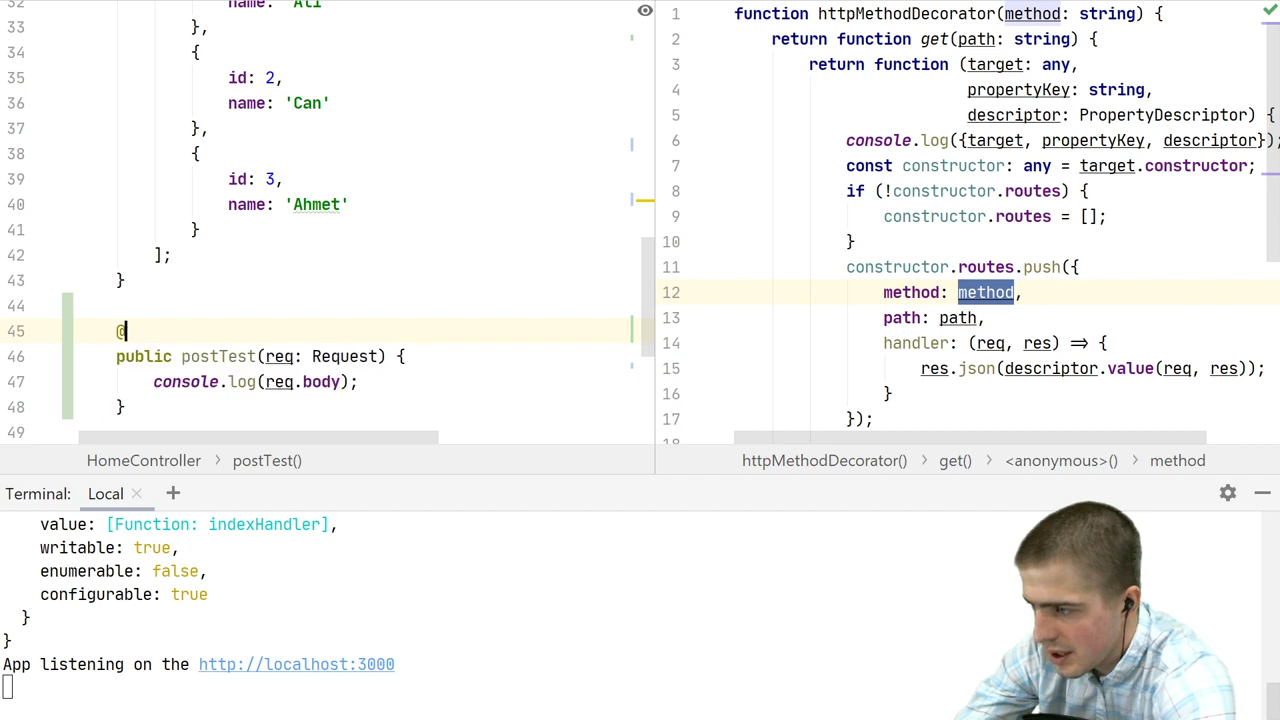 32 name: 'Ali'
33 },
34 {
35 id: 2,
36 name: 'Can'
37 },
38 {
39 id: 3,
40 name: 'Ahmet'
41 }
42 ];
43 }
44
45 @
46 public postTest(req: Request) {
47 console.log(req.body);
48 }
49
HomeController › postTest()
1 function httpMethodDecorator(method: string) {
2 return function get(path: string) {
3 return function (target: any,
4 propertyKey: string,
5 descriptor: PropertyDescriptor) {
6 console.log({target, propertyKey, descriptor});
7 const constructor: any = target.constructor;
8 if (!constructor.routes) {
9 constructor.routes = [];
10 }
11 constructor.routes.push({
12 method: method,
13 path: path,
14 handler: (req, res) => {
15 res.json(descriptor.value(req, res));
16 }
17 });
18
httpMethodDecorator() › get() › <anonymous>() › method
Terminal: Local × +
value: [Function: indexHandler],
writable: true,
enumerable: false,
configurable: true
}
}
App listening on the http://localhost:3000